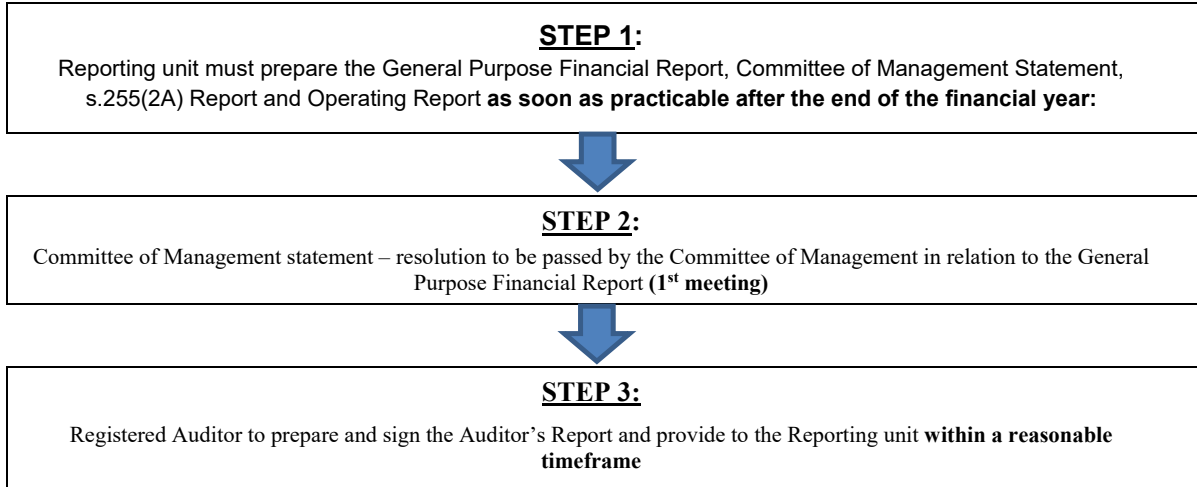 STEP 1:
Reporting unit must prepare the General Purpose Financial Report, Committee of Management Statement,
s.255(2A) Report and Operating Report as soon as practicable after the end of the financial year:
STEP 2:
Committee of Management statement – resolution to be passed by the Committee of Management in relation to the General
Purpose Financial Report (1st meeting)
STEP 3:
Registered Auditor to prepare and sign the Auditor’s Report and provide to the Reporting unit within a reasonable
timeframe